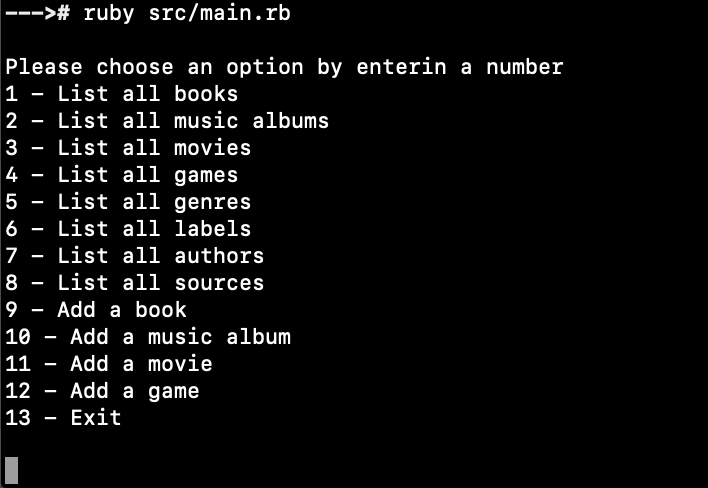 ---># ruby src/main.rb
Please choose an option by enterin a number
1 – List all books
2 – List all music albums
3 – List all movies
4 – List all games
5 – List all genres
6 – List all labels
7 – List all authors
8 – List all sources
9 – Add a book
10 – Add a music album
11 – Add a movie
12 – Add a game
13 – Exit